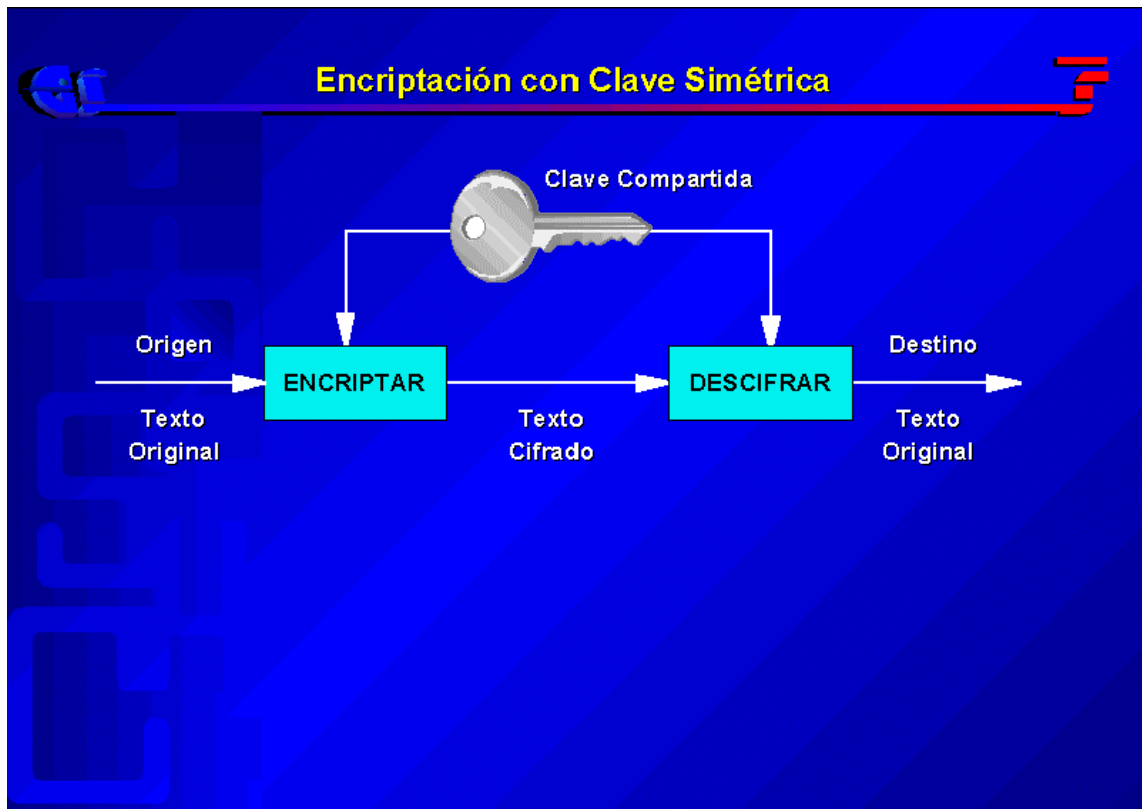 Encriptación con Clave Simétrica
Clave Compartida
Origen
Destino
ENCRIPTAR
DESCIFRAR
Texto
Original
Texto
Cifrado
Texto
Original